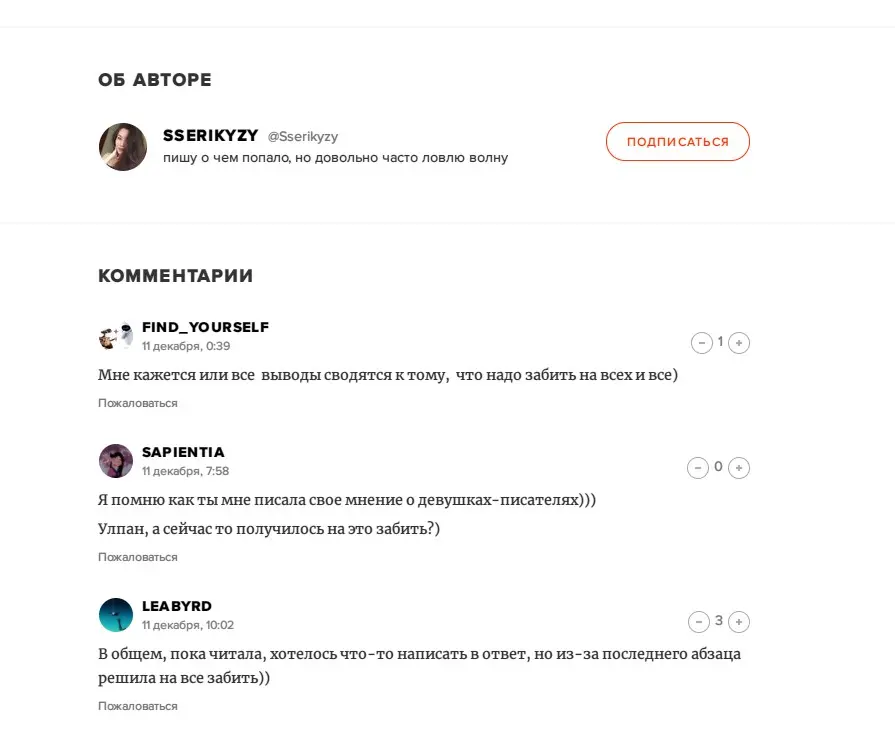 ОБ АВТОРЕ
SSERIKYZY @Sserikyzy
пишу о чем попало, но довольно часто ловлю волну
ПОДПИСАТЬСЯ
КОММЕНТАРИИ
FIND_YOURSELF
11 декабря, 0:39
− 1 +
Мне кажется или все выводы сводятся к тому, что надо забить на всех и все)
Пожаловаться
SAPIENTIA
11 декабря, 7:58
− 0 +
Я помню как ты мне писала свое мнение о девушках-писателях)))
Улпан, а сейчас то получилось на это забить?)
Пожаловаться
LEABYRD
11 декабря, 10:02
− 3 +
В общем, пока читала, хотелось что-то написать в ответ, но из-за последнего абзаца
решила на все забить))
Пожаловаться